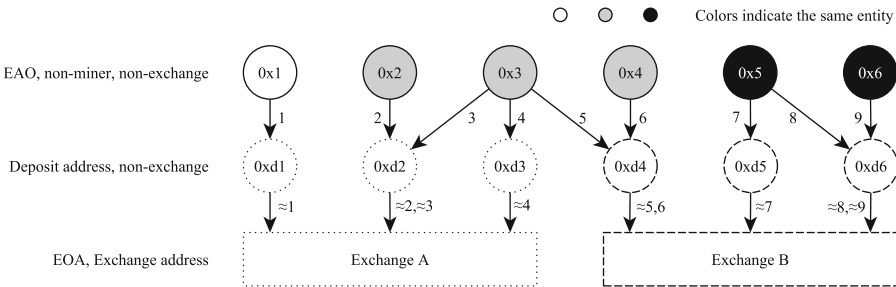 Colors indicate the same entity
EAO, non-miner, non-exchange 0x1 0x2 0x3 0x4 0x5 0x6
1 2 3 4 5 6 7 8 9
Deposit address, non-exchange 0xd1 0xd2 0xd3 0xd4 0xd5 0xd6
≈1 ≈2,≈3 ≈4 ≈5,6 ≈7 ≈8,≈9
EOA, Exchange address Exchange A Exchange B